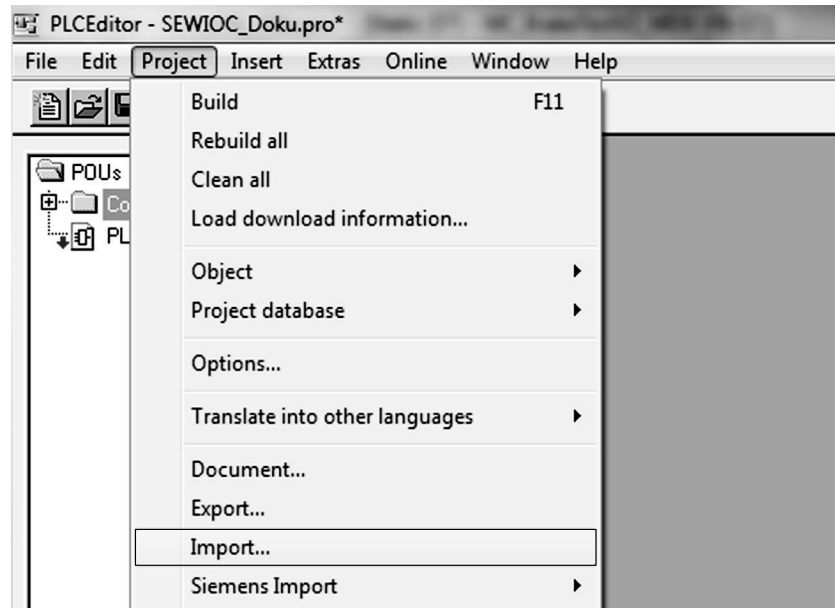 PLCEditor - SEWIOC_Doku.pro*
File Edit Project Insert Extras Online Window Help
Build F11
Rebuild all
Clean all
Load download information...
Object
Project database
Options...
Translate into other languages
Document...
Export...
Import...
Siemens Import
POUs
Co
PL